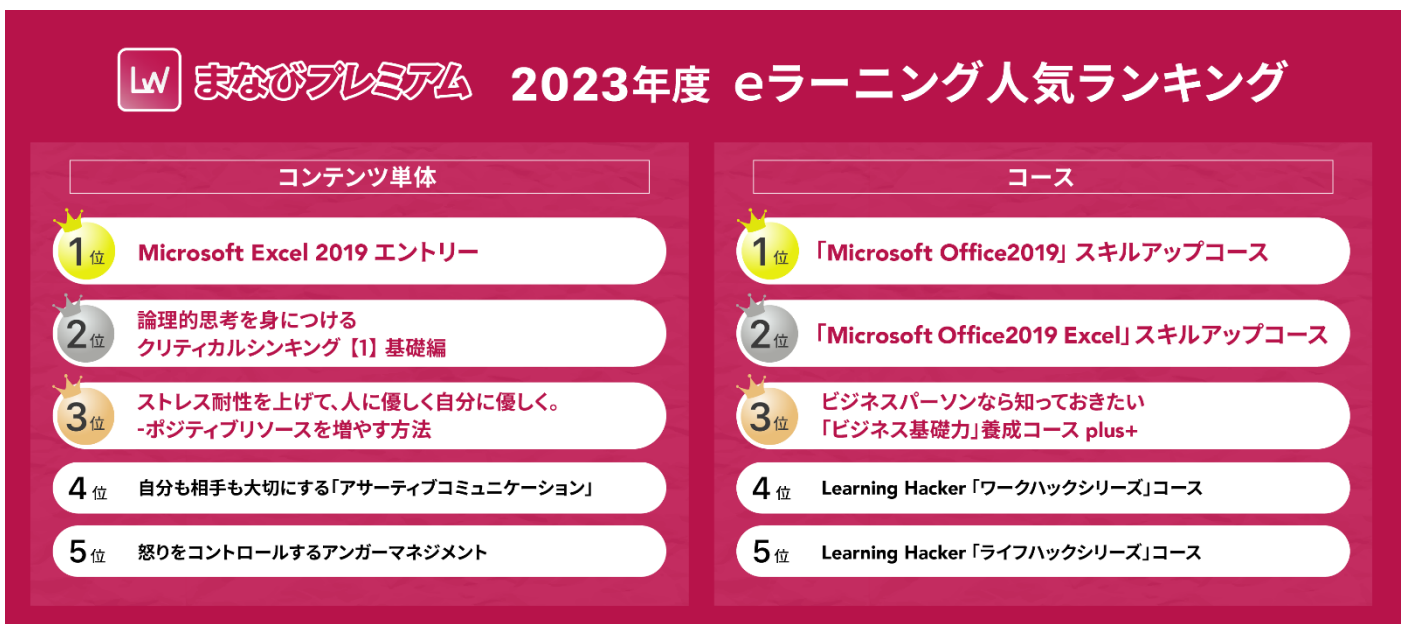 LW まなびプレミアム 2023年度 eラーニング人気ランキング
コンテンツ単体
1位 Microsoft Excel 2019 エントリー
2位 論理的思考を身につける
クリティカルシンキング【1】基礎編
3位 ストレス耐性を上げて、人に優しく自分に優しく。
-ポジティブリソースを増やす方法
4位 自分も相手も大切にする「アサーティブコミュニケーション」
5位 怒りをコントロールするアンガーマネジメント
コース
1位 「Microsoft Office2019」スキルアップコース
2位 「Microsoft Office2019 Excel」スキルアップコース
3位 ビジネスパーソンなら知っておきたい
「ビジネス基礎力」養成コース plus+
4位 Learning Hacker「ワークハックシリーズ」コース
5位 Learning Hacker「ライフハックシリーズ」コース